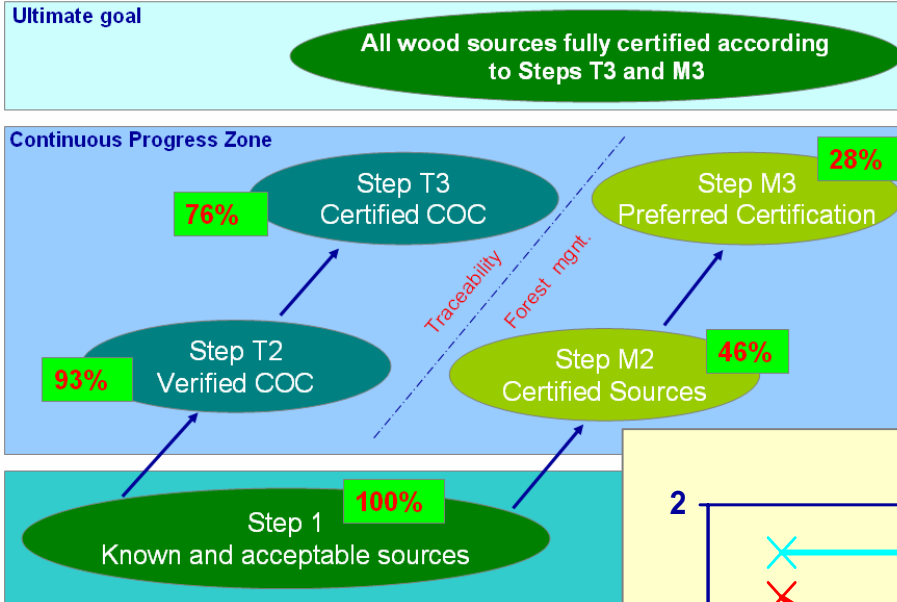 Ultimate goal
All wood sources fully certified according
to Steps T3 and M3
Continuous Progress Zone
28%
Step T3
Certified COC
Step M3
Preferred Certification
76%
Traceability
Forest mgnt.
Step T2
Verified COC
93%
46%
Step M2
Certified Sources
100%
Step 1
Known and acceptable sources
2